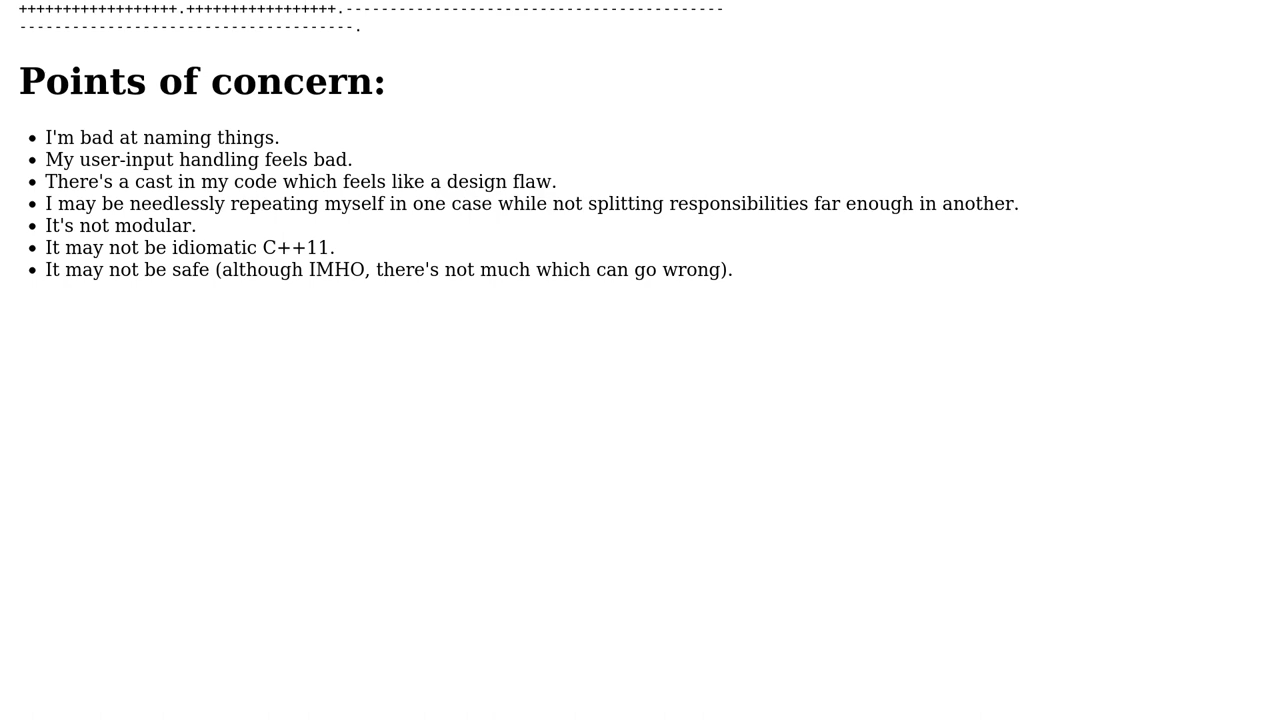 ++++++++++++++++++.+++++++++++++++++.-------------------------------------------
--------------------------------------.
Points of concern:
• I'm bad at naming things.
• My user-input handling feels bad.
• There's a cast in my code which feels like a design flaw.
• I may be needlessly repeating myself in one case while not splitting responsibilities far enough in another.
• It's not modular.
• It may not be idiomatic C++11.
• It may not be safe (although IMHO, there's not much which can go wrong).